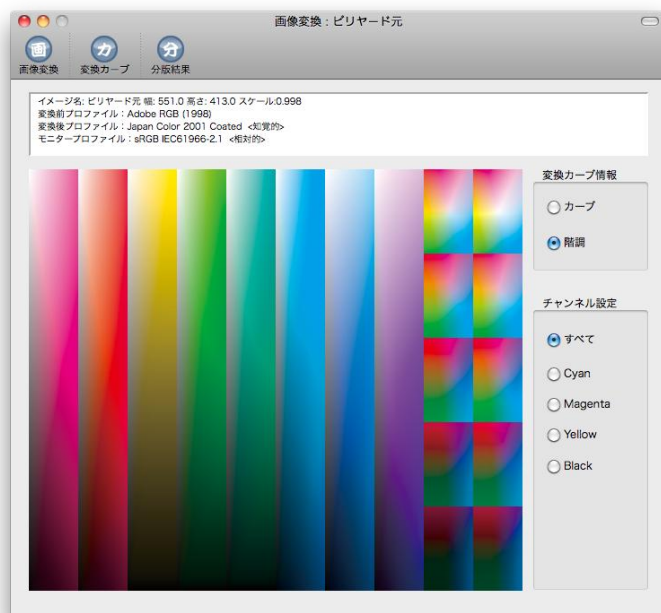 画像変換：ビリヤード元
画
カ
分
画像変換
変換カーブ
分版結果
イメージ名: ビリヤード元 幅: 551.0 高さ: 413.0 スケール:0.998
変換前プロファイル：Adobe RGB (1998)
変換後プロファイル：Japan Color 2001 Coated <知覚的>
モニタープロファイル：sRGB IEC61966-2.1 <相対的>
変換カーブ情報
カーブ
階調
チャンネル設定
すべて
Cyan
Magenta
Yellow
Black